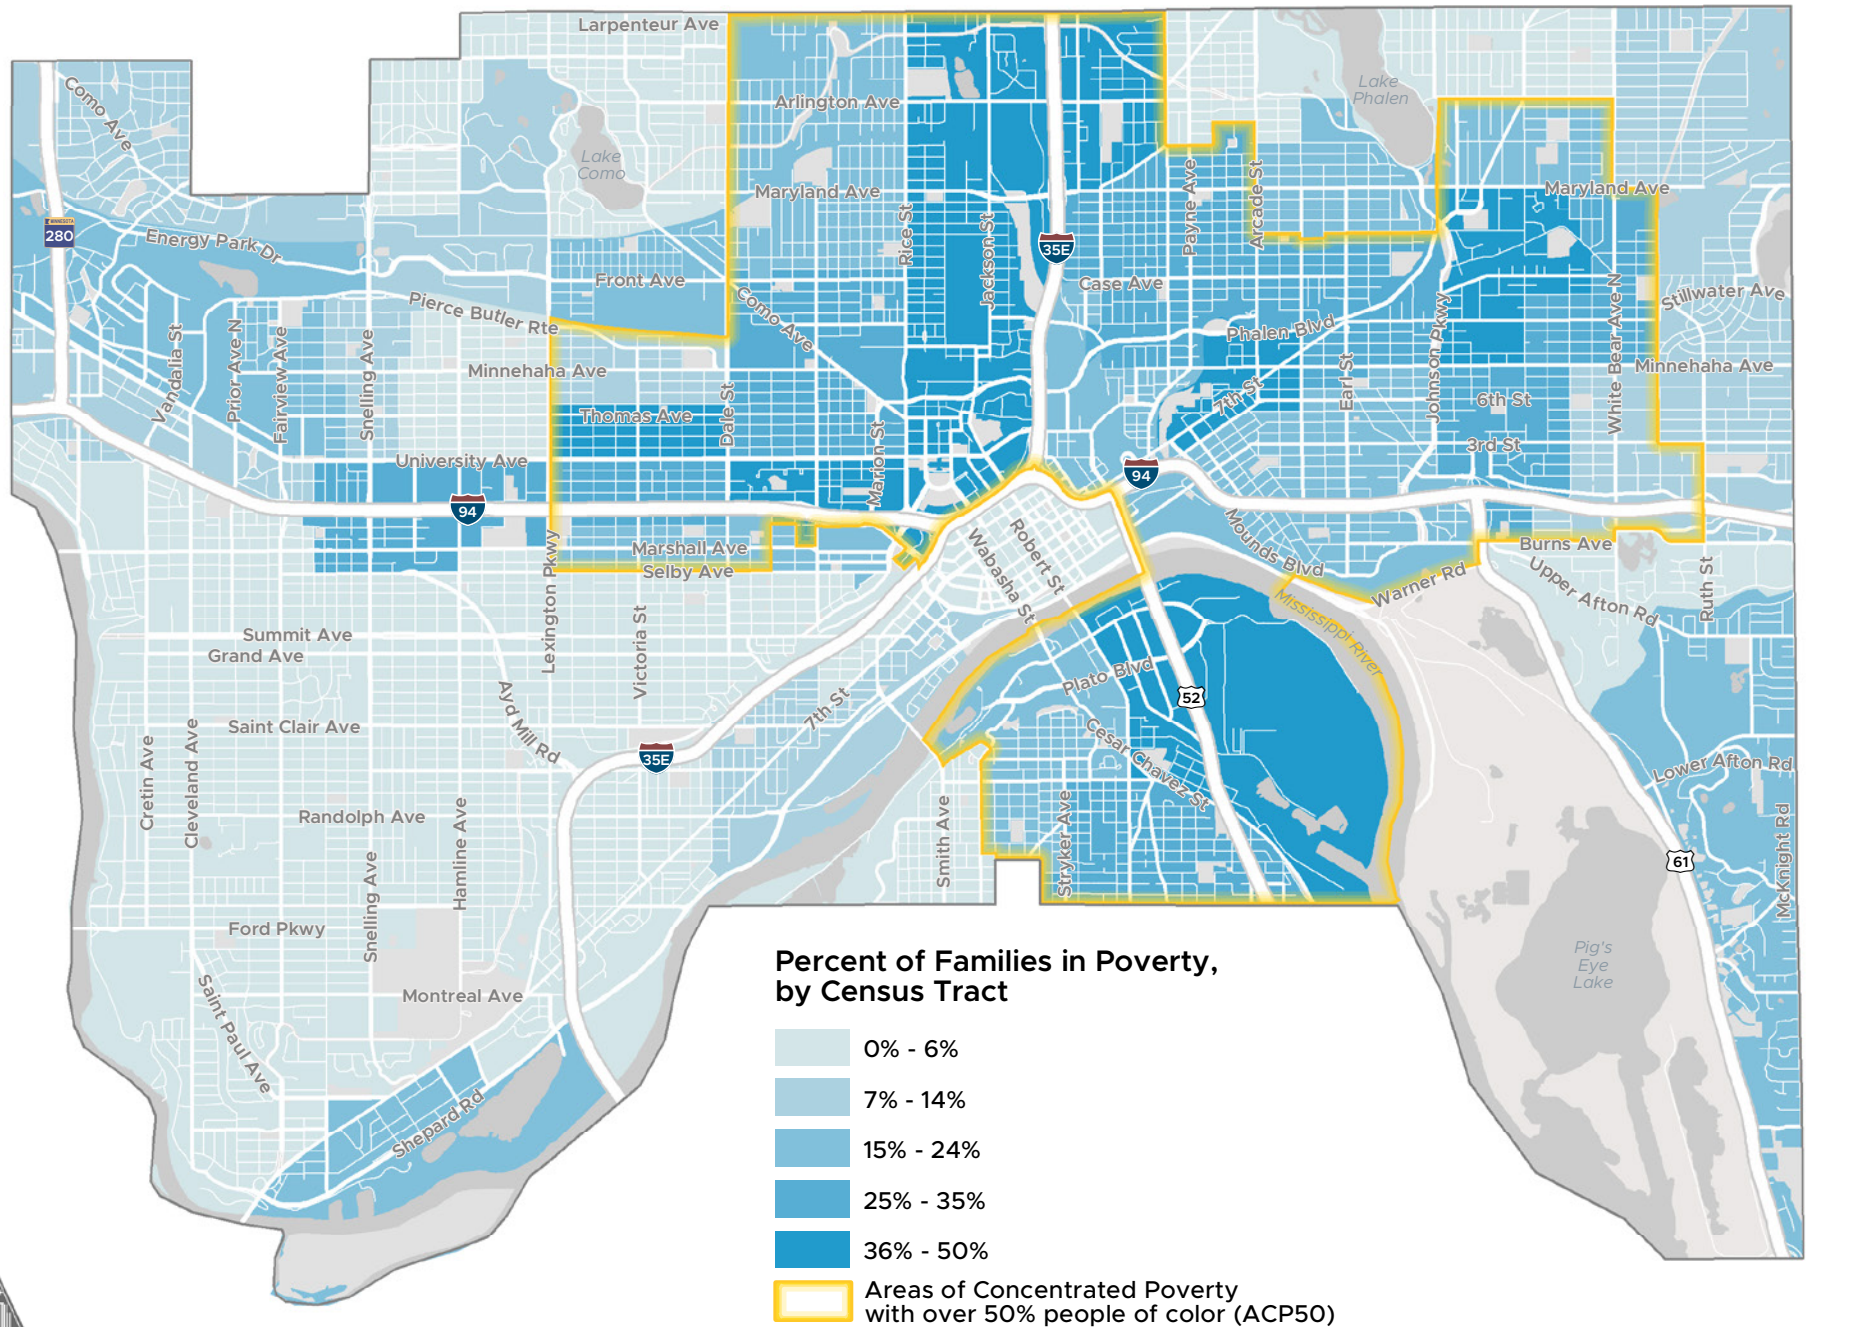 Larpenteur Ave
Como Ave
Arlington Ave
Lake
Phalen
Lake
Como
Maryland Ave
Maryland Ave
MINNESOTA
280
Energy Park Dr
Rice St
Jackson St
35E
Payne Ave
Arcade St
Front Ave
Case Ave
Como Ave
Pierce Butler Rte
Phalen Blvd
Johnson Pkwy
White Bear Ave N
Stillwater Ave
Vandalia St
Prior Ave N
Fairview Ave
Snelling Ave
Minnehaha Ave
Minnehaha Ave
Earl St
7th St
6th St
Thomas Ave
Dale St
Marion St
3rd St
University Ave
94
94
Lexington Pkwy
Marshall Ave
Selby Ave
Wabasha St
Robert St
Mounds Blvd
Burns Ave
Warner Rd
Upper Afton Rd
Ruth St
Mississippi River
Summit Ave
Grand Ave
Victoria St
Plato Blvd
52
Ayd Mill Rd
7th St
Saint Clair Ave
Cesar Chavez St
35E
Lower Afton Rd
Cretin Ave
Cleveland Ave
Randolph Ave
Hamline Ave
Smith Ave
Stryker Ave
McKnight Rd
61
Snelling Ave
Ford Pkwy
Pig's
Eye
Lake
Montreal Ave
Saint Paul Ave
Shepard Rd
Percent of Families in Poverty,
by Census Tract
0% - 6%
7% - 14%
15% - 24%
25% - 35%
36% - 50%
Areas of Concentrated Poverty
with over 50% people of color (ACP50)